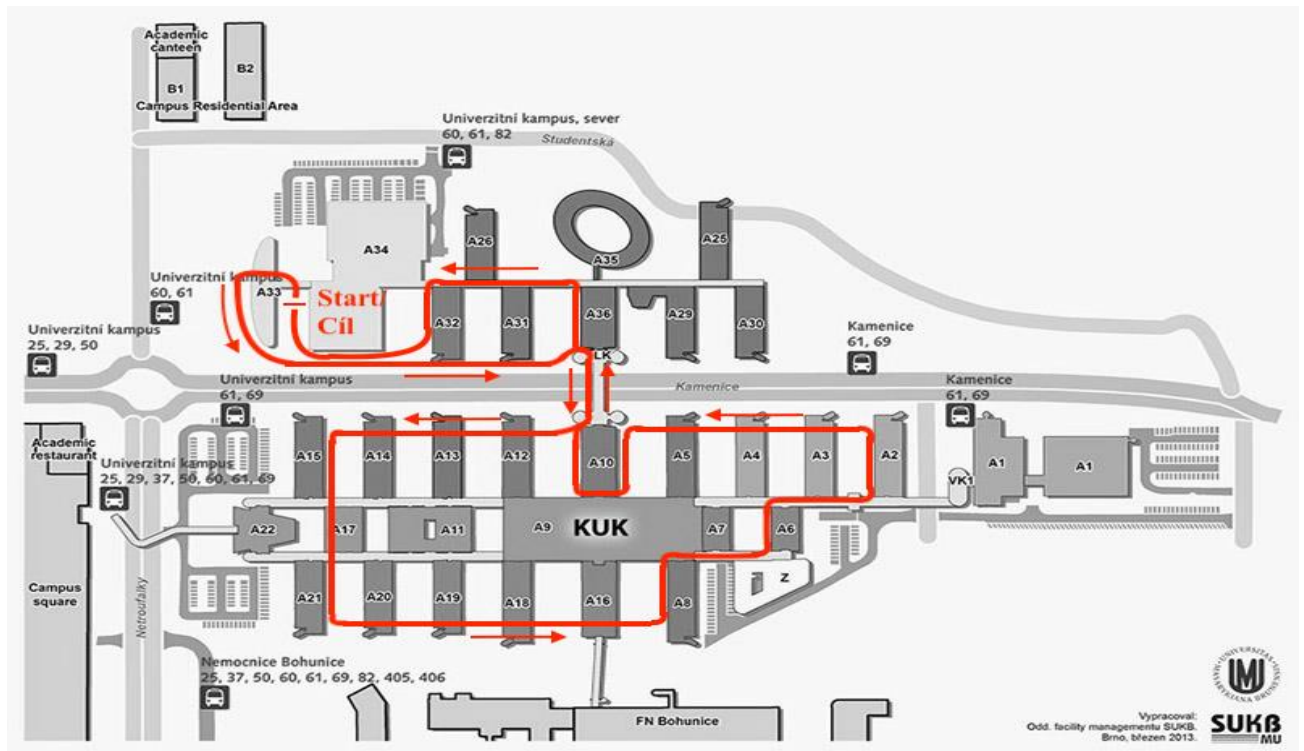 Academic
canteen
B1
B2
Campus Residential Area
Univerzitní kampus, sever
60, 61, 82
Studentská
A34
A26
A35
A25
Univerzitní kampus
60, 61
A33
Start/
Cíl
A32
A31
A36
A29
A30
Univerzitní kampus
25, 29, 50
LK
Kamenice
61, 69
Kamenice
Univerzitní kampus
61, 69
Kamenice
61, 69
Academic
restaurant
Univerzitní kampus
25, 29, 37, 50, 60, 61, 69
A15
A14
A13
A12
A10
A5
A4
A3
A2
A1
A1
VK1
A22
A17
A11
A9
KUK
A7
A6
Z
Campus
square
Netroufalky
A21
A20
A19
A18
A16
A8
Nemocnice Bohunice
25, 37, 50, 60, 61, 69, 82, 405, 406
FN Bohunice
UNIVERSITAS
MASARYKIANA BRUNENSIS
Vypracoval:
Odd. facility managementu SUKB.
Brno, březen 2013.
SUKB
MU